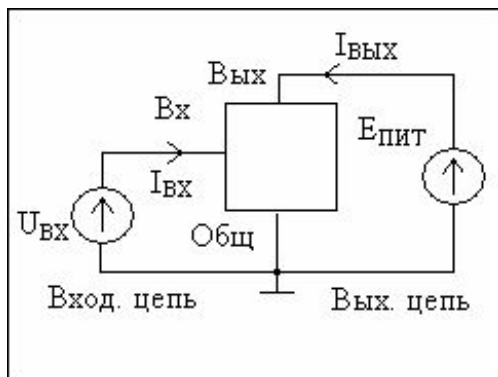 Iвых
Вых
Вх
Eпит
Iвх
Uвх
Общ
Вход. цепь
Вых. цепь